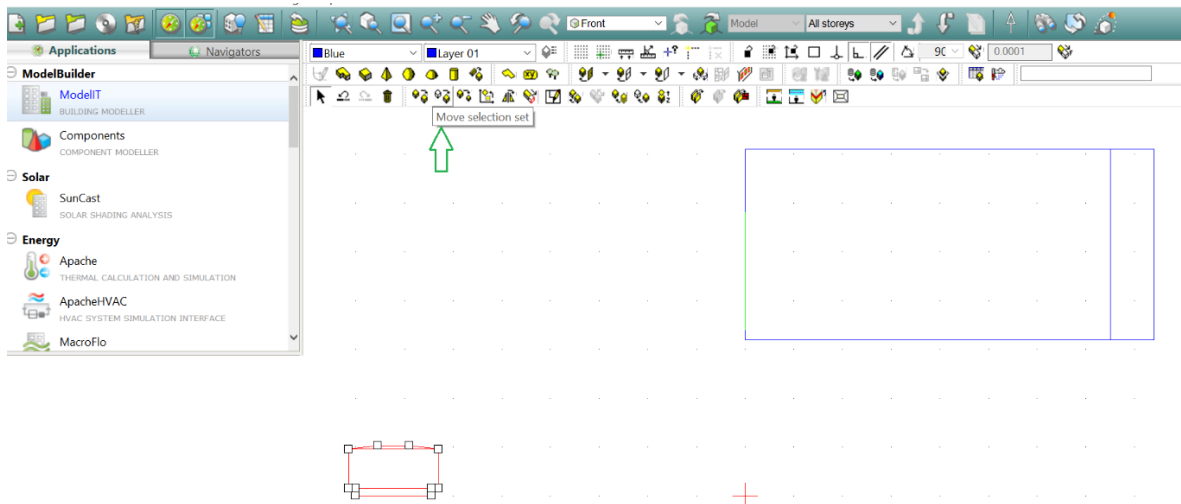 Front
Model
All storeys
Applications
Navigators
Blue
Layer 01
90
0.0001
ModelBuilder
ModelIT
BUILDING MODELLER
Move selection set
Components
COMPONENT MODELLER
Solar
SunCast
SOLAR SHADING ANALYSIS
Energy
Apache
THERMAL CALCULATION AND SIMULATION
ApacheHVAC
HVAC SYSTEM SIMULATION INTERFACE
MacroFlo